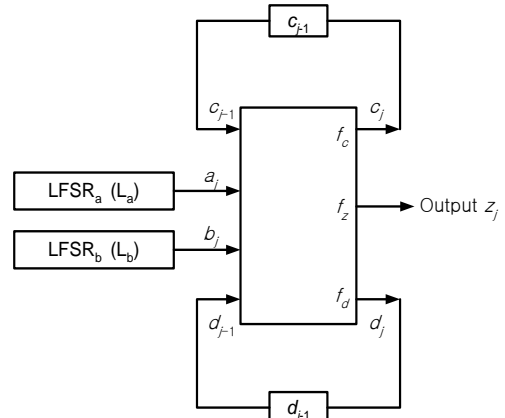 c_{j-1}
c_{j-1}
c_j
f_c
LFSR_a (L_a)
a_j
f_z
Output z_j
LFSR_b (L_b)
b_j
f_d
d_{j-1}
d_j
d_{j-1}